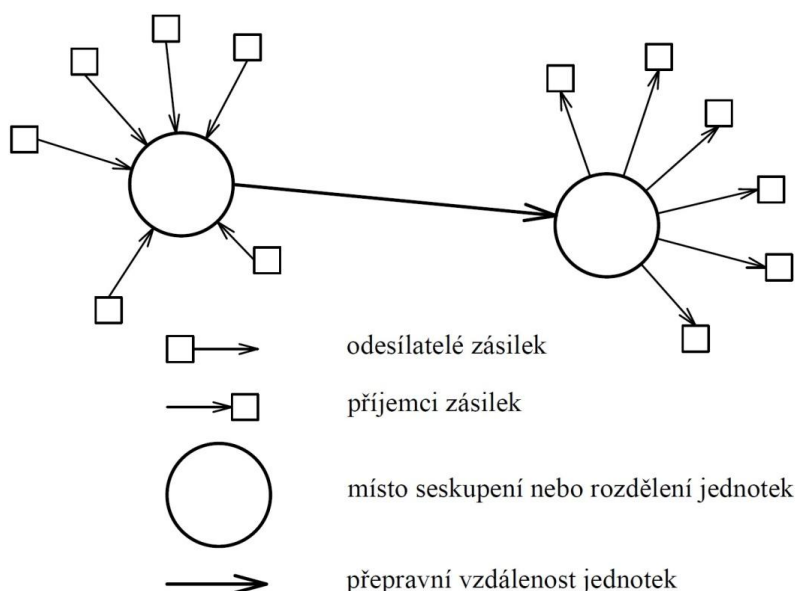 odesílatelé zásilek
příjemci zásilek
místo seskupení nebo rozdělení jednotek
přepravní vzdálenost jednotek